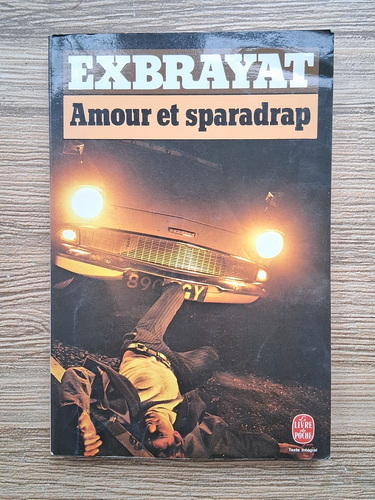 EXBRAYAT
Amour et sparadrap
Le
LIVRE
de
POCHE
Texte intégral